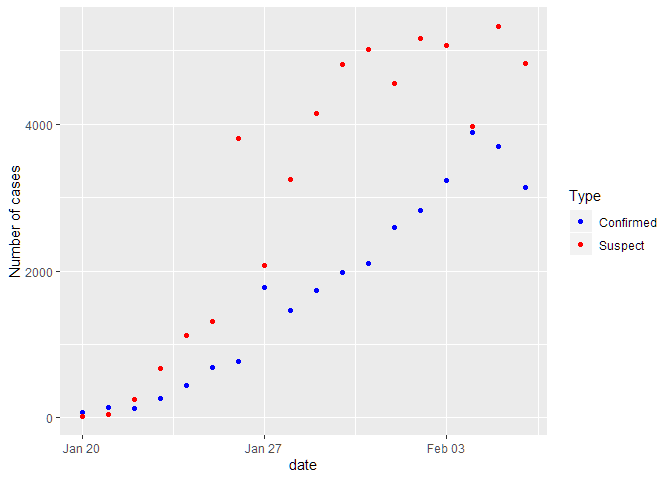 Number of cases
4000
2000
0
Jan 20
Jan 27
Feb 03
date
Type
Confirmed
Suspect